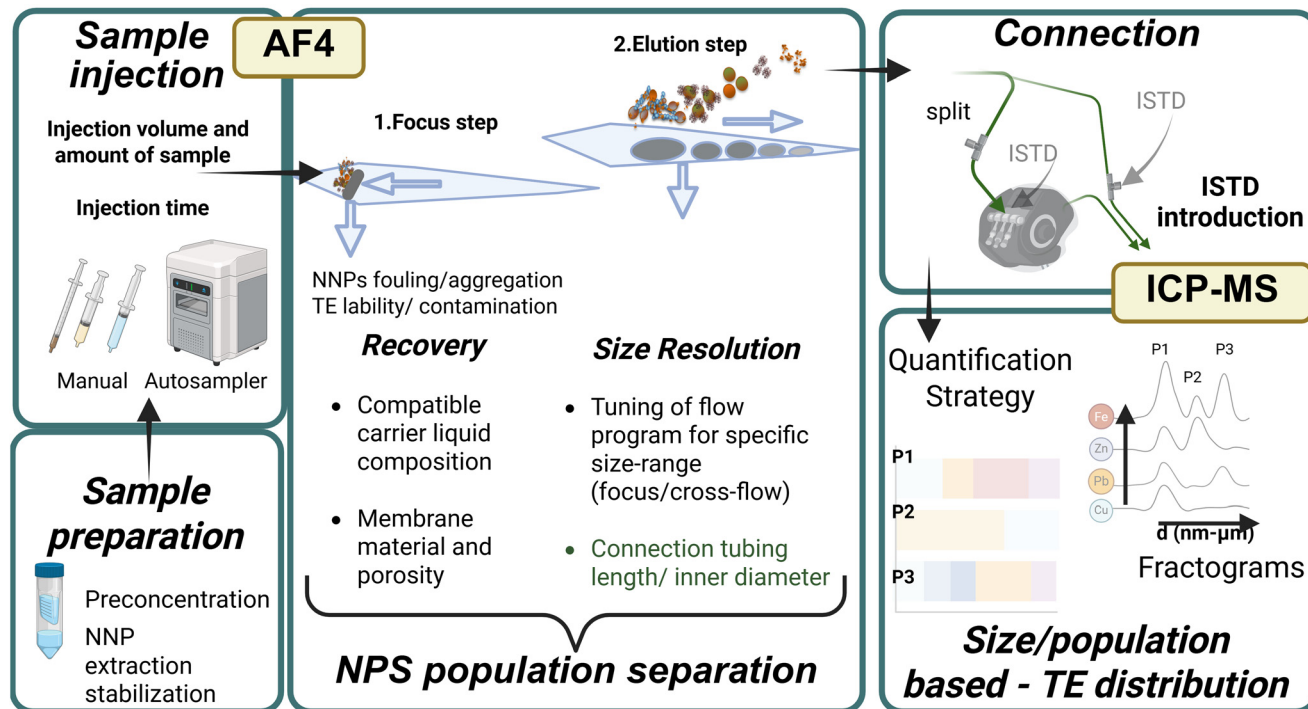 Sample
injection
AF4
Injection volume and
amount of sample
Injection time
Manual
Autosampler
Sample
preparation
Preconcentration
NNP
extraction
stabilization
1.Focus step
2.Elution step
NNPs fouling/aggregation
TE lability/ contamination
Recovery
• Compatible
carrier liquid
composition
• Membrane
material and
porosity
Size Resolution
• Tuning of flow
program for specific
size-range
(focus/cross-flow)
• Connection tubing
length/ inner diameter
NPS population separation
Connection
split
ISTD
ISTD
ISTD
introduction
ICP-MS
Quantification
Strategy
P1
P2
P3
P1
P2
P3
Fe
Zn
Pb
Cu
d (nm-μm)
Fractograms
Size/population
based - TE distribution